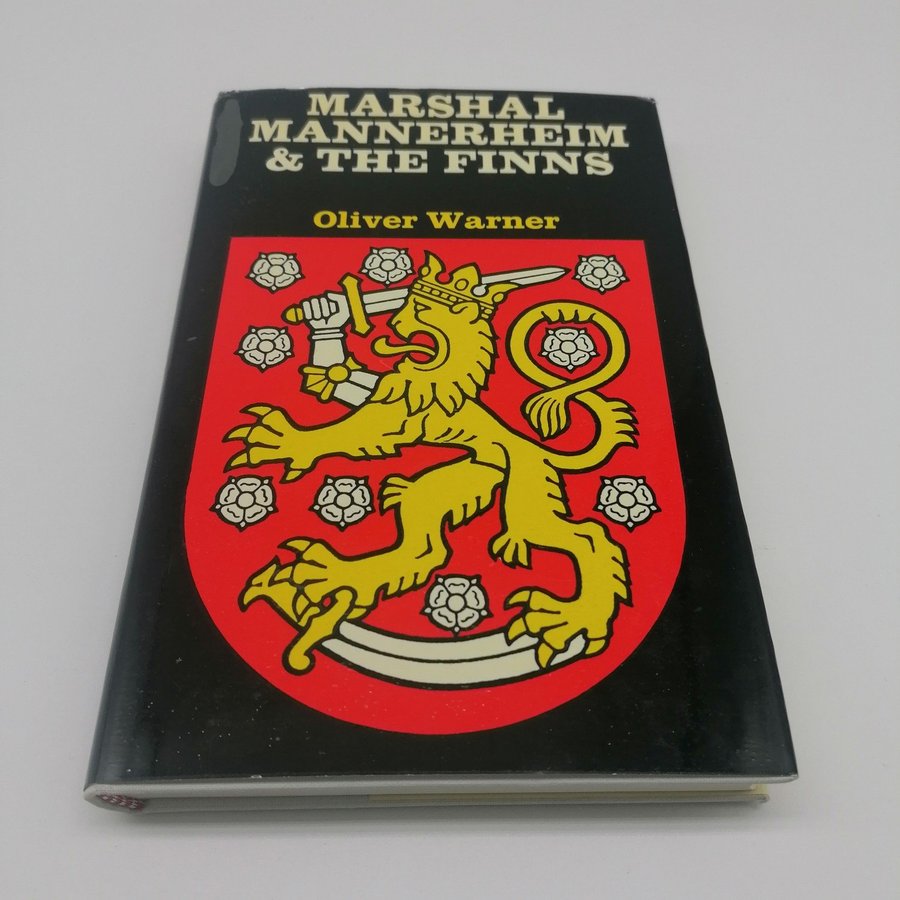 MARSHAL
MANNERHEIM
& THE FINNS
Oliver Warner